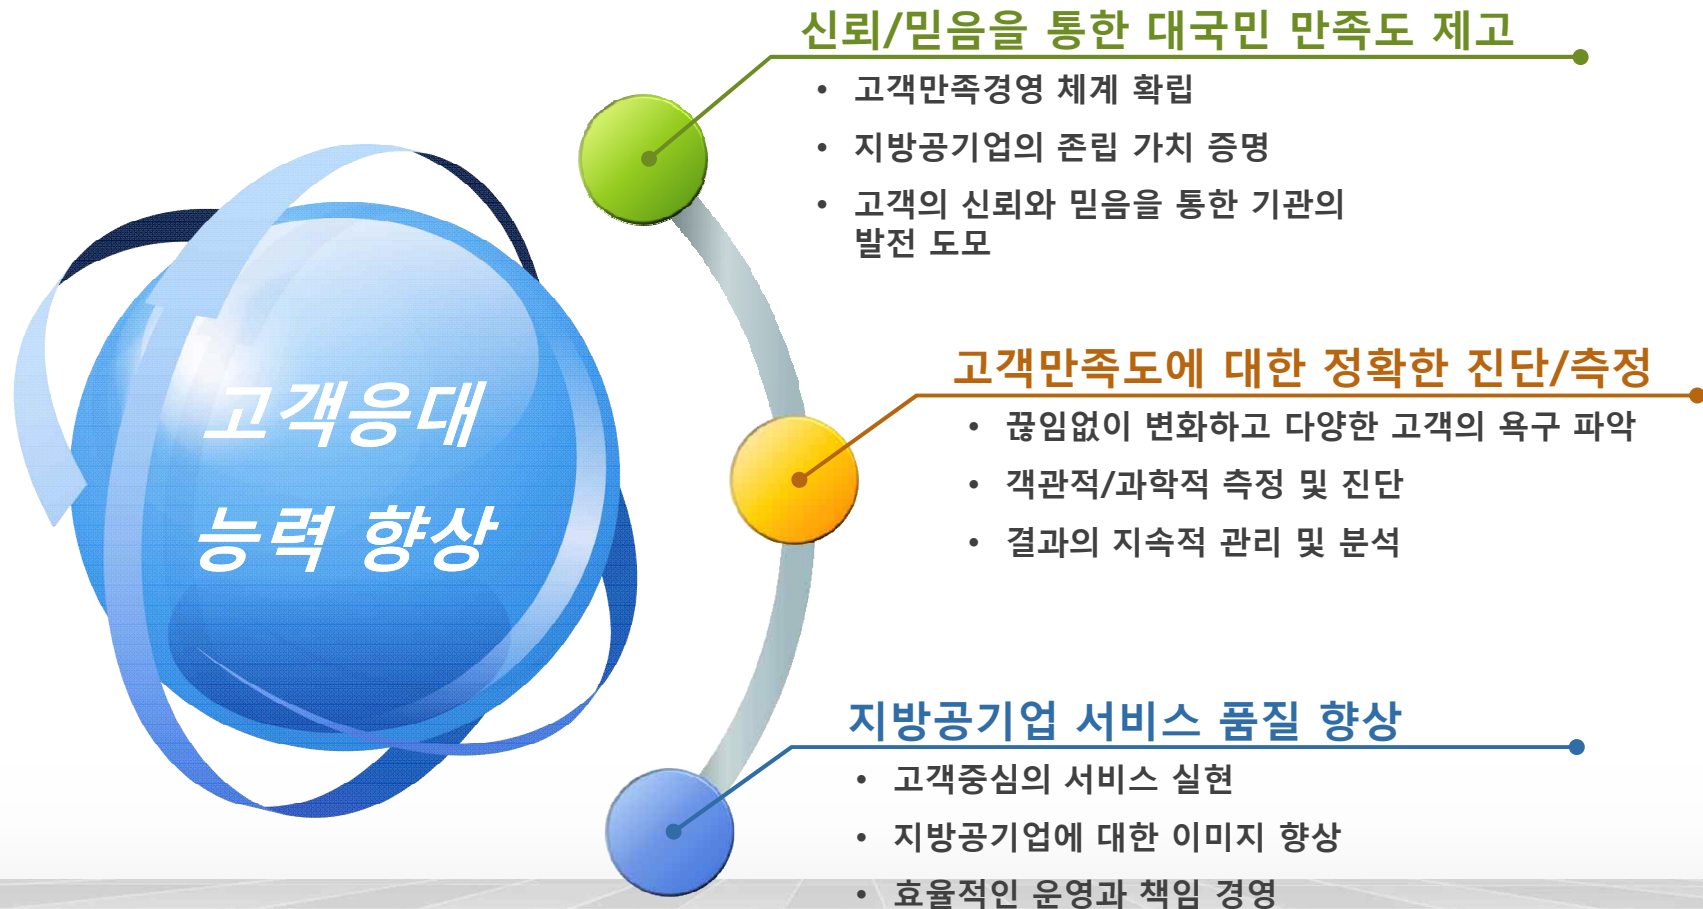 신뢰/믿음을 통한 대국민 만족도 제고
• 고객만족경영 체계 확립
• 지방공기업의 존립 가치 증명
• 고객의 신뢰와 믿음을 통한 기관의
발전 도모
고객응대
능력 향상
고객만족도에 대한 정확한 진단/측정
• 끊임없이 변화하고 다양한 고객의 욕구 파악
• 객관적/과학적 측정 및 진단
• 결과의 지속적 관리 및 분석
지방공기업 서비스 품질 향상
• 고객중심의 서비스 실현
• 지방공기업에 대한 이미지 향상
• 효율적인 운영과 책임 경영